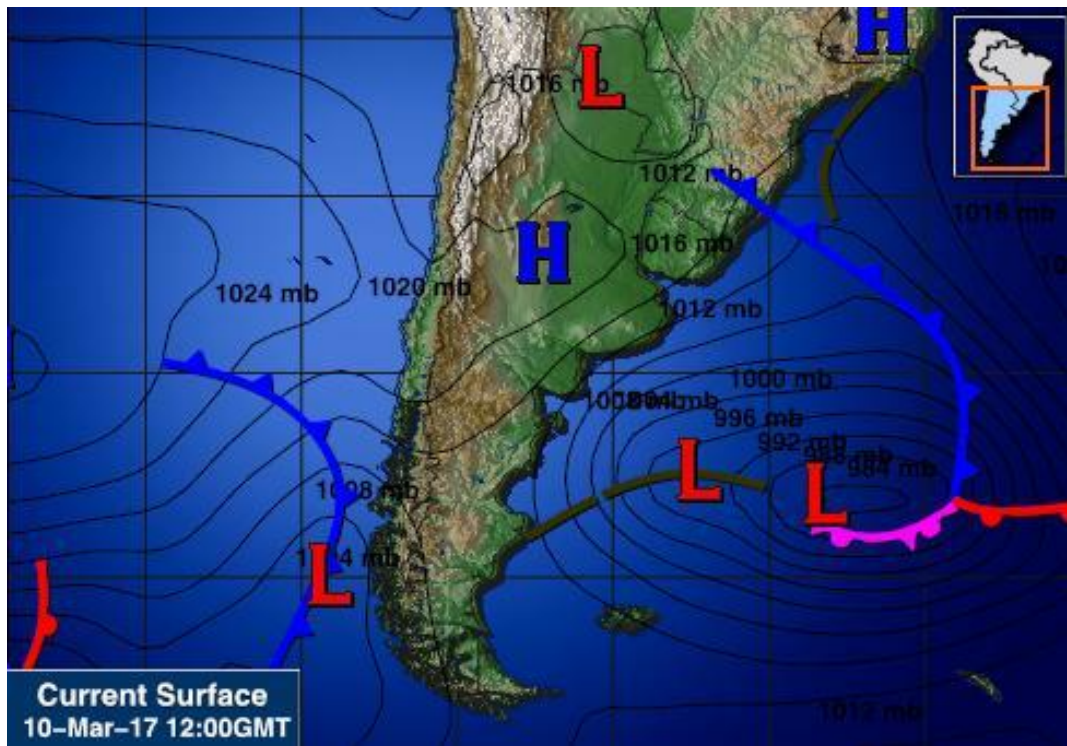 H
L
1016 mb
1012 mb
1016 mb
H
1016 mb
1024 mb
1020 mb
1012 mb
1000 mb
996 mb
992 mb
984 mb
L
L
1008 mb
L
Current Surface
10-Mar-17 12:00GMT
1012 mb